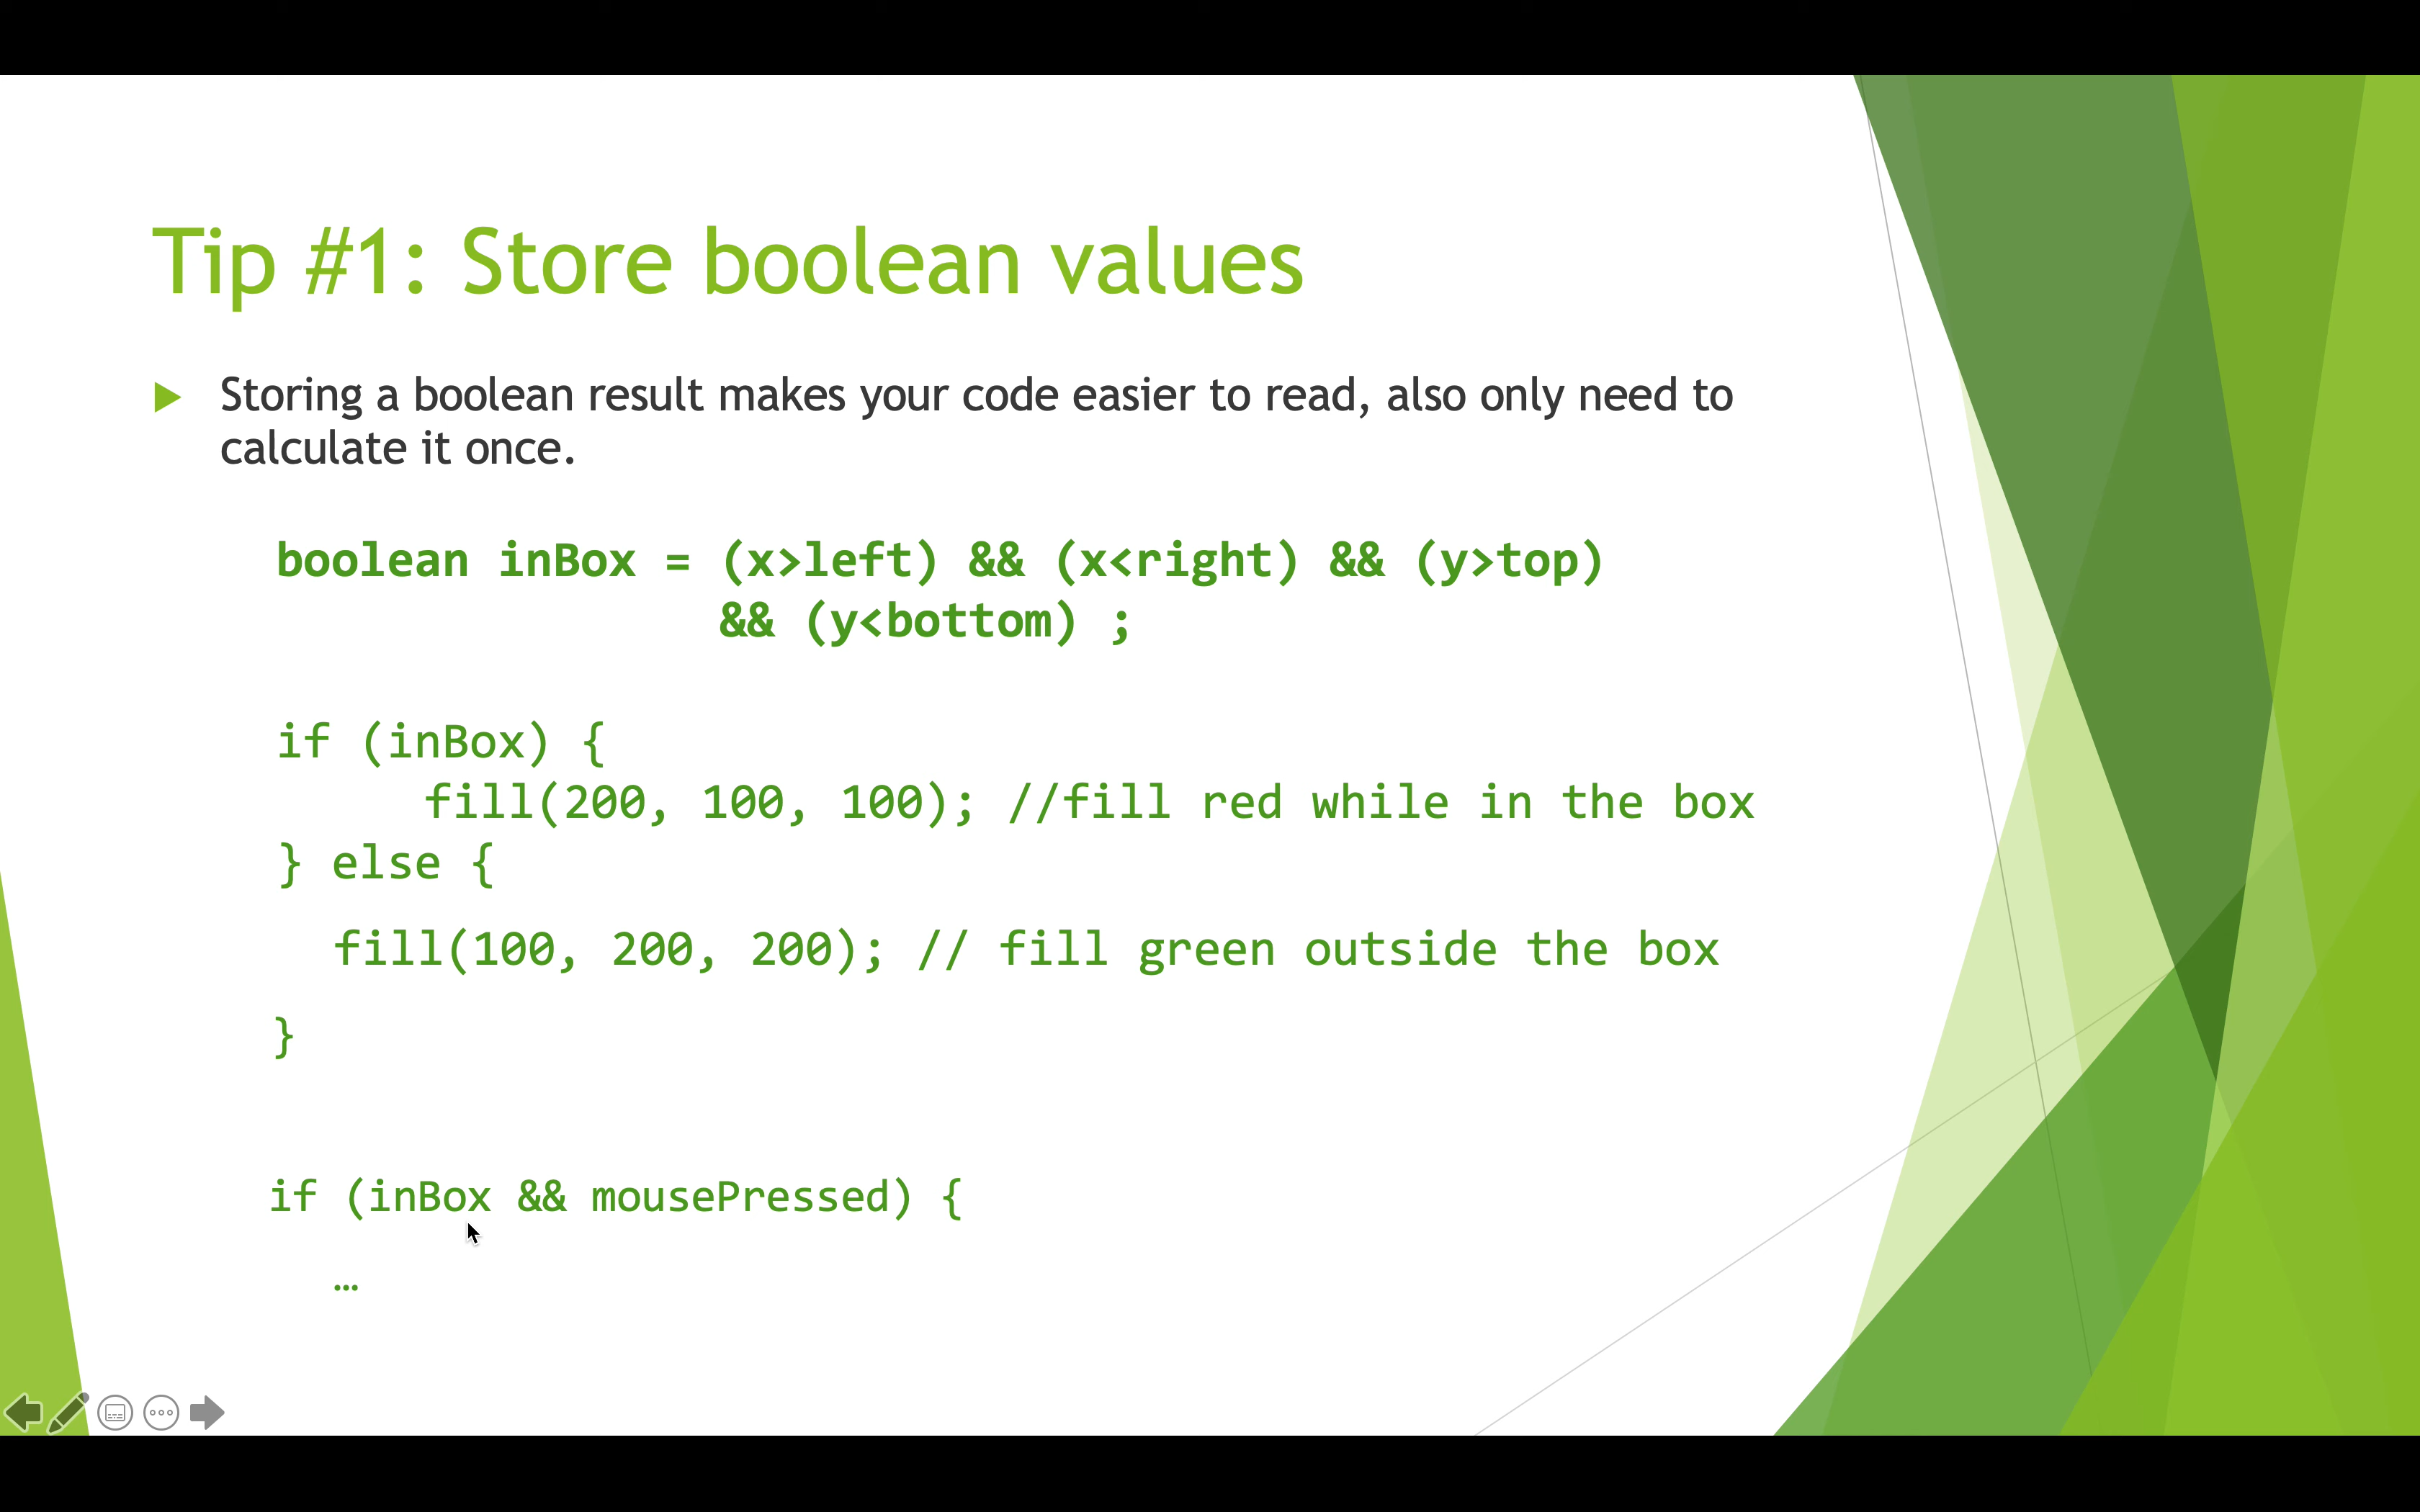 Tip #1: Store boolean values
Storing a boolean result makes your code easier to read, also only need to
calculate it once.
boolean inBox = (x>left) && (x<right) && (y>top)
&& (y<bottom) ;
if (inBox) {
fill(200, 100, 100); //fill red while in the box
} else {
fill(100, 200, 200); // fill green outside the box
}
if (inBox && mousePressed) {
…